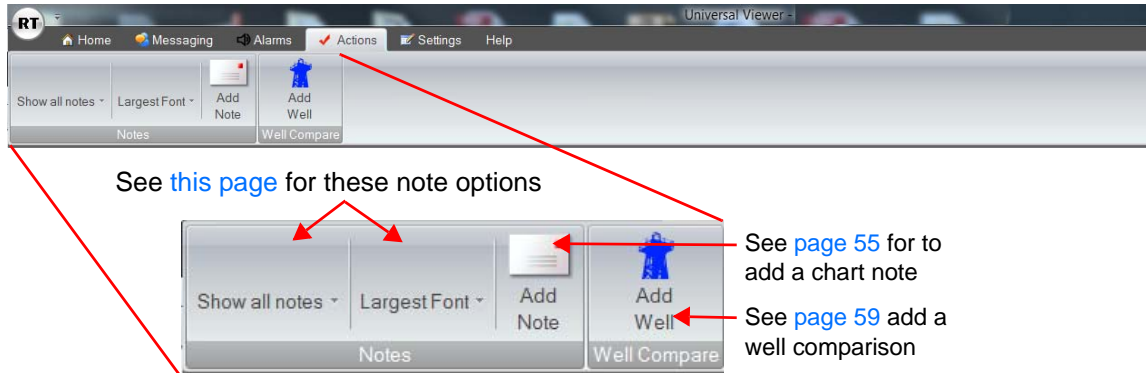 Universal Viewer -
RT
Home Messaging Alarms Actions Settings Help
Show all notes Largest Font Add Note Add Well
Notes Well Compare
See this page for these note options
Show all notes Largest Font Add Note Add Well
Notes Well Compare
See page 55 for to
add a chart note
See page 59 add a
well comparison